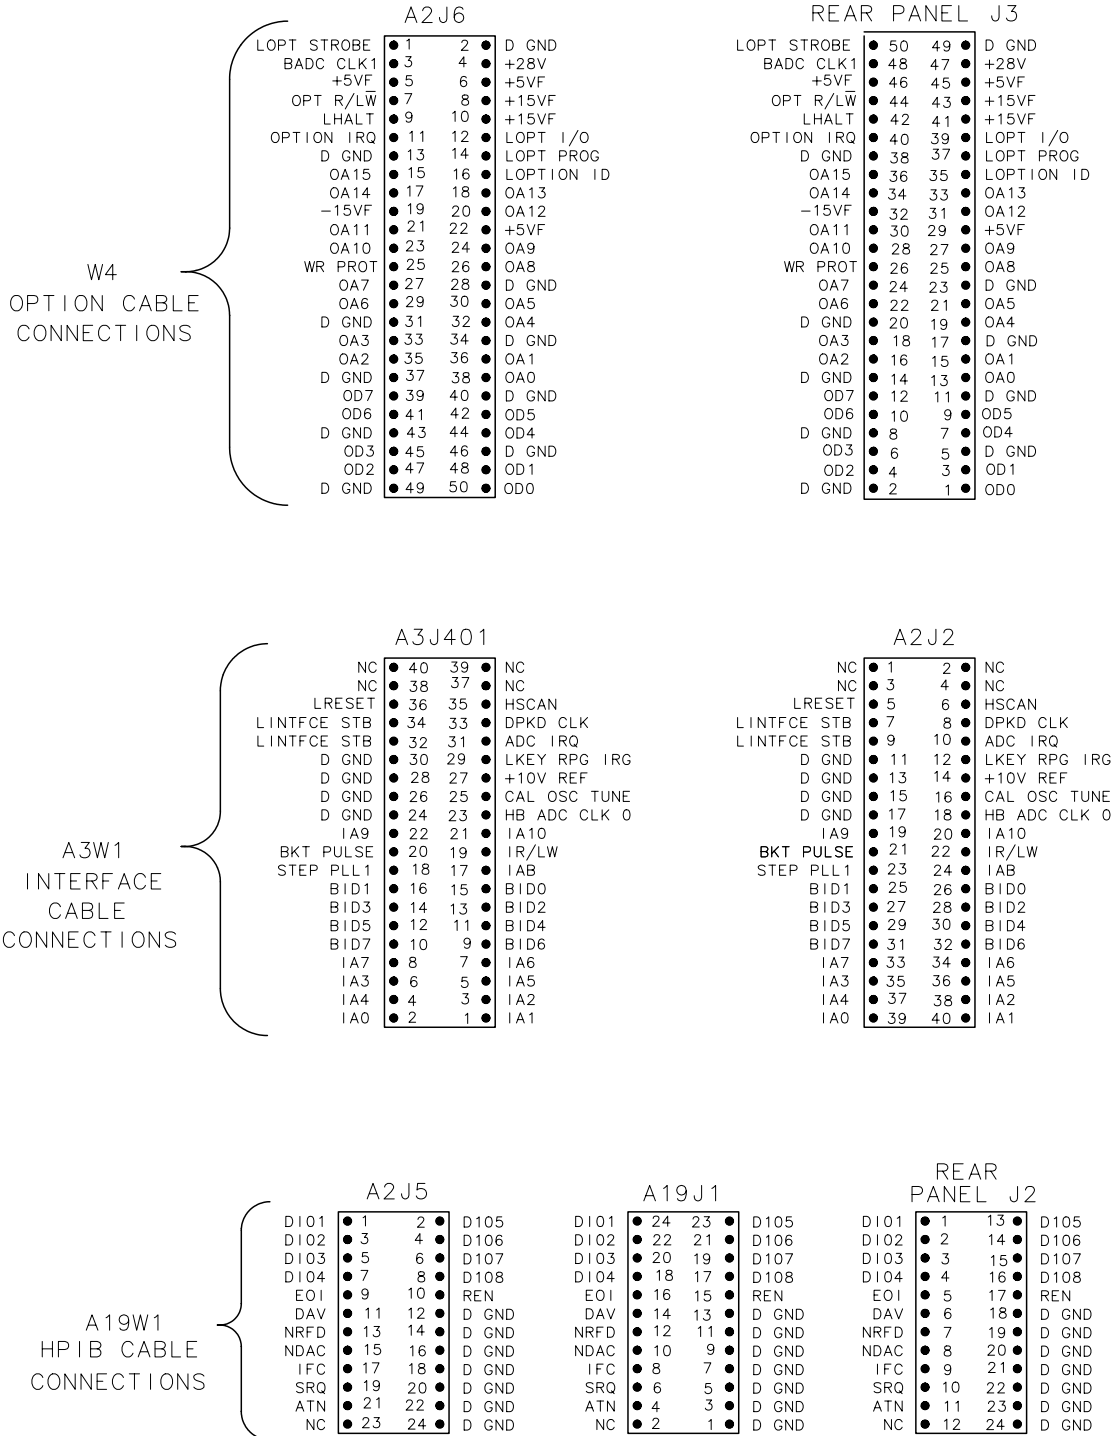 A2J6 REAR PANEL J3
LOPT STROBE 1 2 D GND LOPT STROBE 50 49 D GND
BADC CLK1 3 4 +28V BADC CLK1 48 47 +28V
+5VF 5 6 +5VF +5VF 46 45 +5VF
OPT R/LW̅ 7 8 +15VF OPT R/LW̅ 44 43 +15VF
LHALT 9 10 +15VF LHALT 42 41 +15VF
OPTION IRQ 11 12 LOPT I/O OPTION IRQ 40 39 LOPT I/O
D GND 13 14 LOPT PROG D GND 38 37 LOPT PROG
OA15 15 16 LOPTION ID OA15 36 35 LOPTION ID
OA14 17 18 OA13 OA14 34 33 OA13
-15VF 19 20 OA12 -15VF 32 31 OA12
OA11 21 22 +5VF OA11 30 29 +5VF
OA10 23 24 OA9 OA10 28 27 OA9
WR PROT 25 26 OA8 WR PROT 26 25 OA8
OA7 27 28 D GND OA7 24 23 D GND
OA6 29 30 OA5 OA6 22 21 OA5
D GND 31 32 OA4 D GND 20 19 OA4
OA3 33 34 D GND OA3 18 17 D GND
OA2 35 36 OA1 OA2 16 15 OA1
D GND 37 38 OA0 D GND 14 13 OA0
OD7 39 40 D GND OD7 12 11 D GND
OD6 41 42 OD5 OD6 10 9 OD5
D GND 43 44 OD4 D GND 8 7 OD4
OD3 45 46 D GND OD3 6 5 D GND
OD2 47 48 OD1 OD2 4 3 OD1
D GND 49 50 OD0 D GND 2 1 OD0
W4
OPTION CABLE
CONNECTIONS
A3J401 A2J2
NC 40 39 NC NC 1 2 NC
NC 38 37 NC NC 3 4 NC
LRESET 36 35 HSCAN LRESET 5 6 HSCAN
LINTFCE STB 34 33 DPKD CLK LINTFCE STB 7 8 DPKD CLK
LINTFCE STB 32 31 ADC IRQ LINTFCE STB 9 10 ADC IRQ
D GND 30 29 LKEY RPG IRG D GND 11 12 LKEY RPG IRG
D GND 28 27 +10V REF D GND 13 14 +10V REF
D GND 26 25 CAL OSC TUNE D GND 15 16 CAL OSC TUNE
D GND 24 23 HB ADC CLK 0 D GND 17 18 HB ADC CLK 0
IA9 22 21 IA10 IA9 19 20 IA10
BKT PULSE 20 19 IR/LW BKT PULSE 21 22 IR/LW
STEP PLL1 18 17 IAB STEP PLL1 23 24 IAB
BID1 16 15 BID0 BID1 25 26 BID0
BID3 14 13 BID2 BID3 27 28 BID2
BID5 12 11 BID4 BID5 29 30 BID4
BID7 10 9 BID6 BID7 31 32 BID6
IA7 8 7 IA6 IA7 33 34 IA6
IA3 6 5 IA5 IA3 35 36 IA5
IA4 4 3 IA2 IA4 37 38 IA2
IA0 2 1 IA1 IA0 39 40 IA1
A3W1
INTERFACE
CABLE
CONNECTIONS
A2J5 A19J1 REAR
PANEL J2
DIO1 1 2 D105 DIO1 24 23 D105 DIO1 1 13 D105
DIO2 3 4 D106 DIO2 22 21 D106 DIO2 2 14 D106
DIO3 5 6 D107 DIO3 20 19 D107 DIO3 3 15 D107
DIO4 7 8 D108 DIO4 18 17 D108 DIO4 4 16 D108
EOI 9 10 REN EOI 16 15 REN EOI 5 17 REN
DAV 11 12 D GND DAV 14 13 D GND DAV 6 18 D GND
NRFD 13 14 D GND NRFD 12 11 D GND NRFD 7 19 D GND
NDAC 15 16 D GND NDAC 10 9 D GND NDAC 8 20 D GND
IFC 17 18 D GND IFC 8 7 D GND IFC 9 21 D GND
SRQ 19 20 D GND SRQ 6 5 D GND SRQ 10 22 D GND
ATN 21 22 D GND ATN 4 3 D GND ATN 11 23 D GND
NC 23 24 D GND NC 2 1 D GND NC 12 24 D GND
A19W1
HPIB CABLE
CONNECTIONS